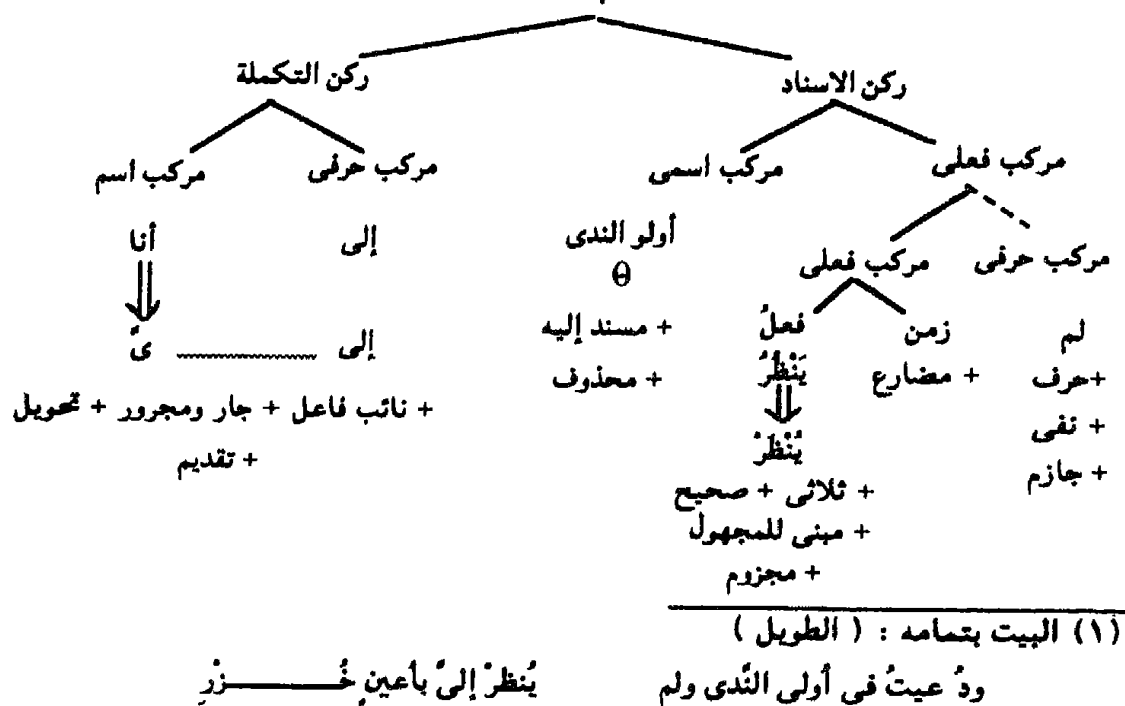 ركن الاسناد ركن التكملة
مركب فعلى مركب اسمى مركب حرفى مركب اسم
أولو الندى إلى أنا
مركب حرفى مركب فعلى Θ
لم زمن فعلُ + مسند إليه إلى ىَّ
+حرف + مضارع يَنْظُرُ + محذوف
+ نائب فاعل + جار ومجرور + تحويل
+ نفى
يُنْظَرْ + تقديم
+ جازم
+ ثلاثى + صحيح
+ مبنى للمجهول
+ مجزوم
(١) البيت بتمامه : ( الطويل )
ودُ عيتُ فى أولى النَّدى ولم يُنظرْ إلىَّ بأعينٍ خُـــــــزْرِ